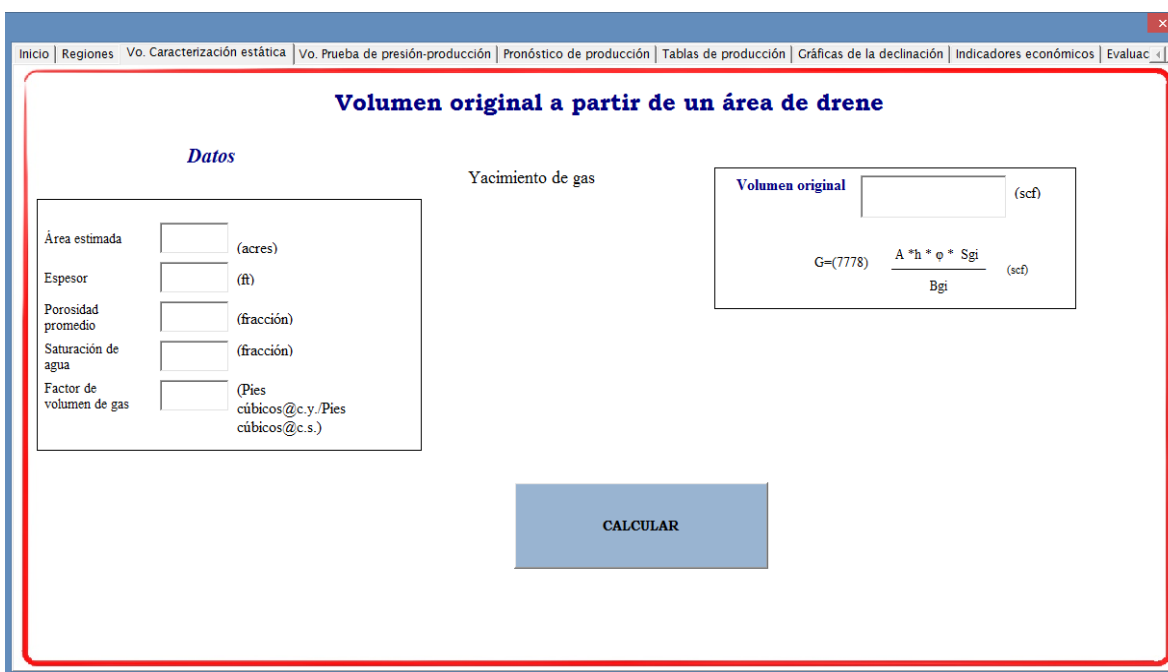 Inicio | Regiones | Vo. Caracterización estática | Vo. Prueba de presión-producción | Pronóstico de producción | Tablas de producción | Gráficas de la declinación | Indicadores económicos | Evaluac
Volumen original a partir de un área de drene
Datos
Yacimiento de gas
Área estimada (acres)
Espesor (ft)
Porosidad
promedio (fracción)
Saturación de
agua (fracción)
Factor de
volumen de gas (Pies
cúbicos@c.y./Pies
cúbicos@c.s.)
Volumen original (scf)
A *h * φ * Sgi
G=(7778) (scf)
Bgi
CALCULAR